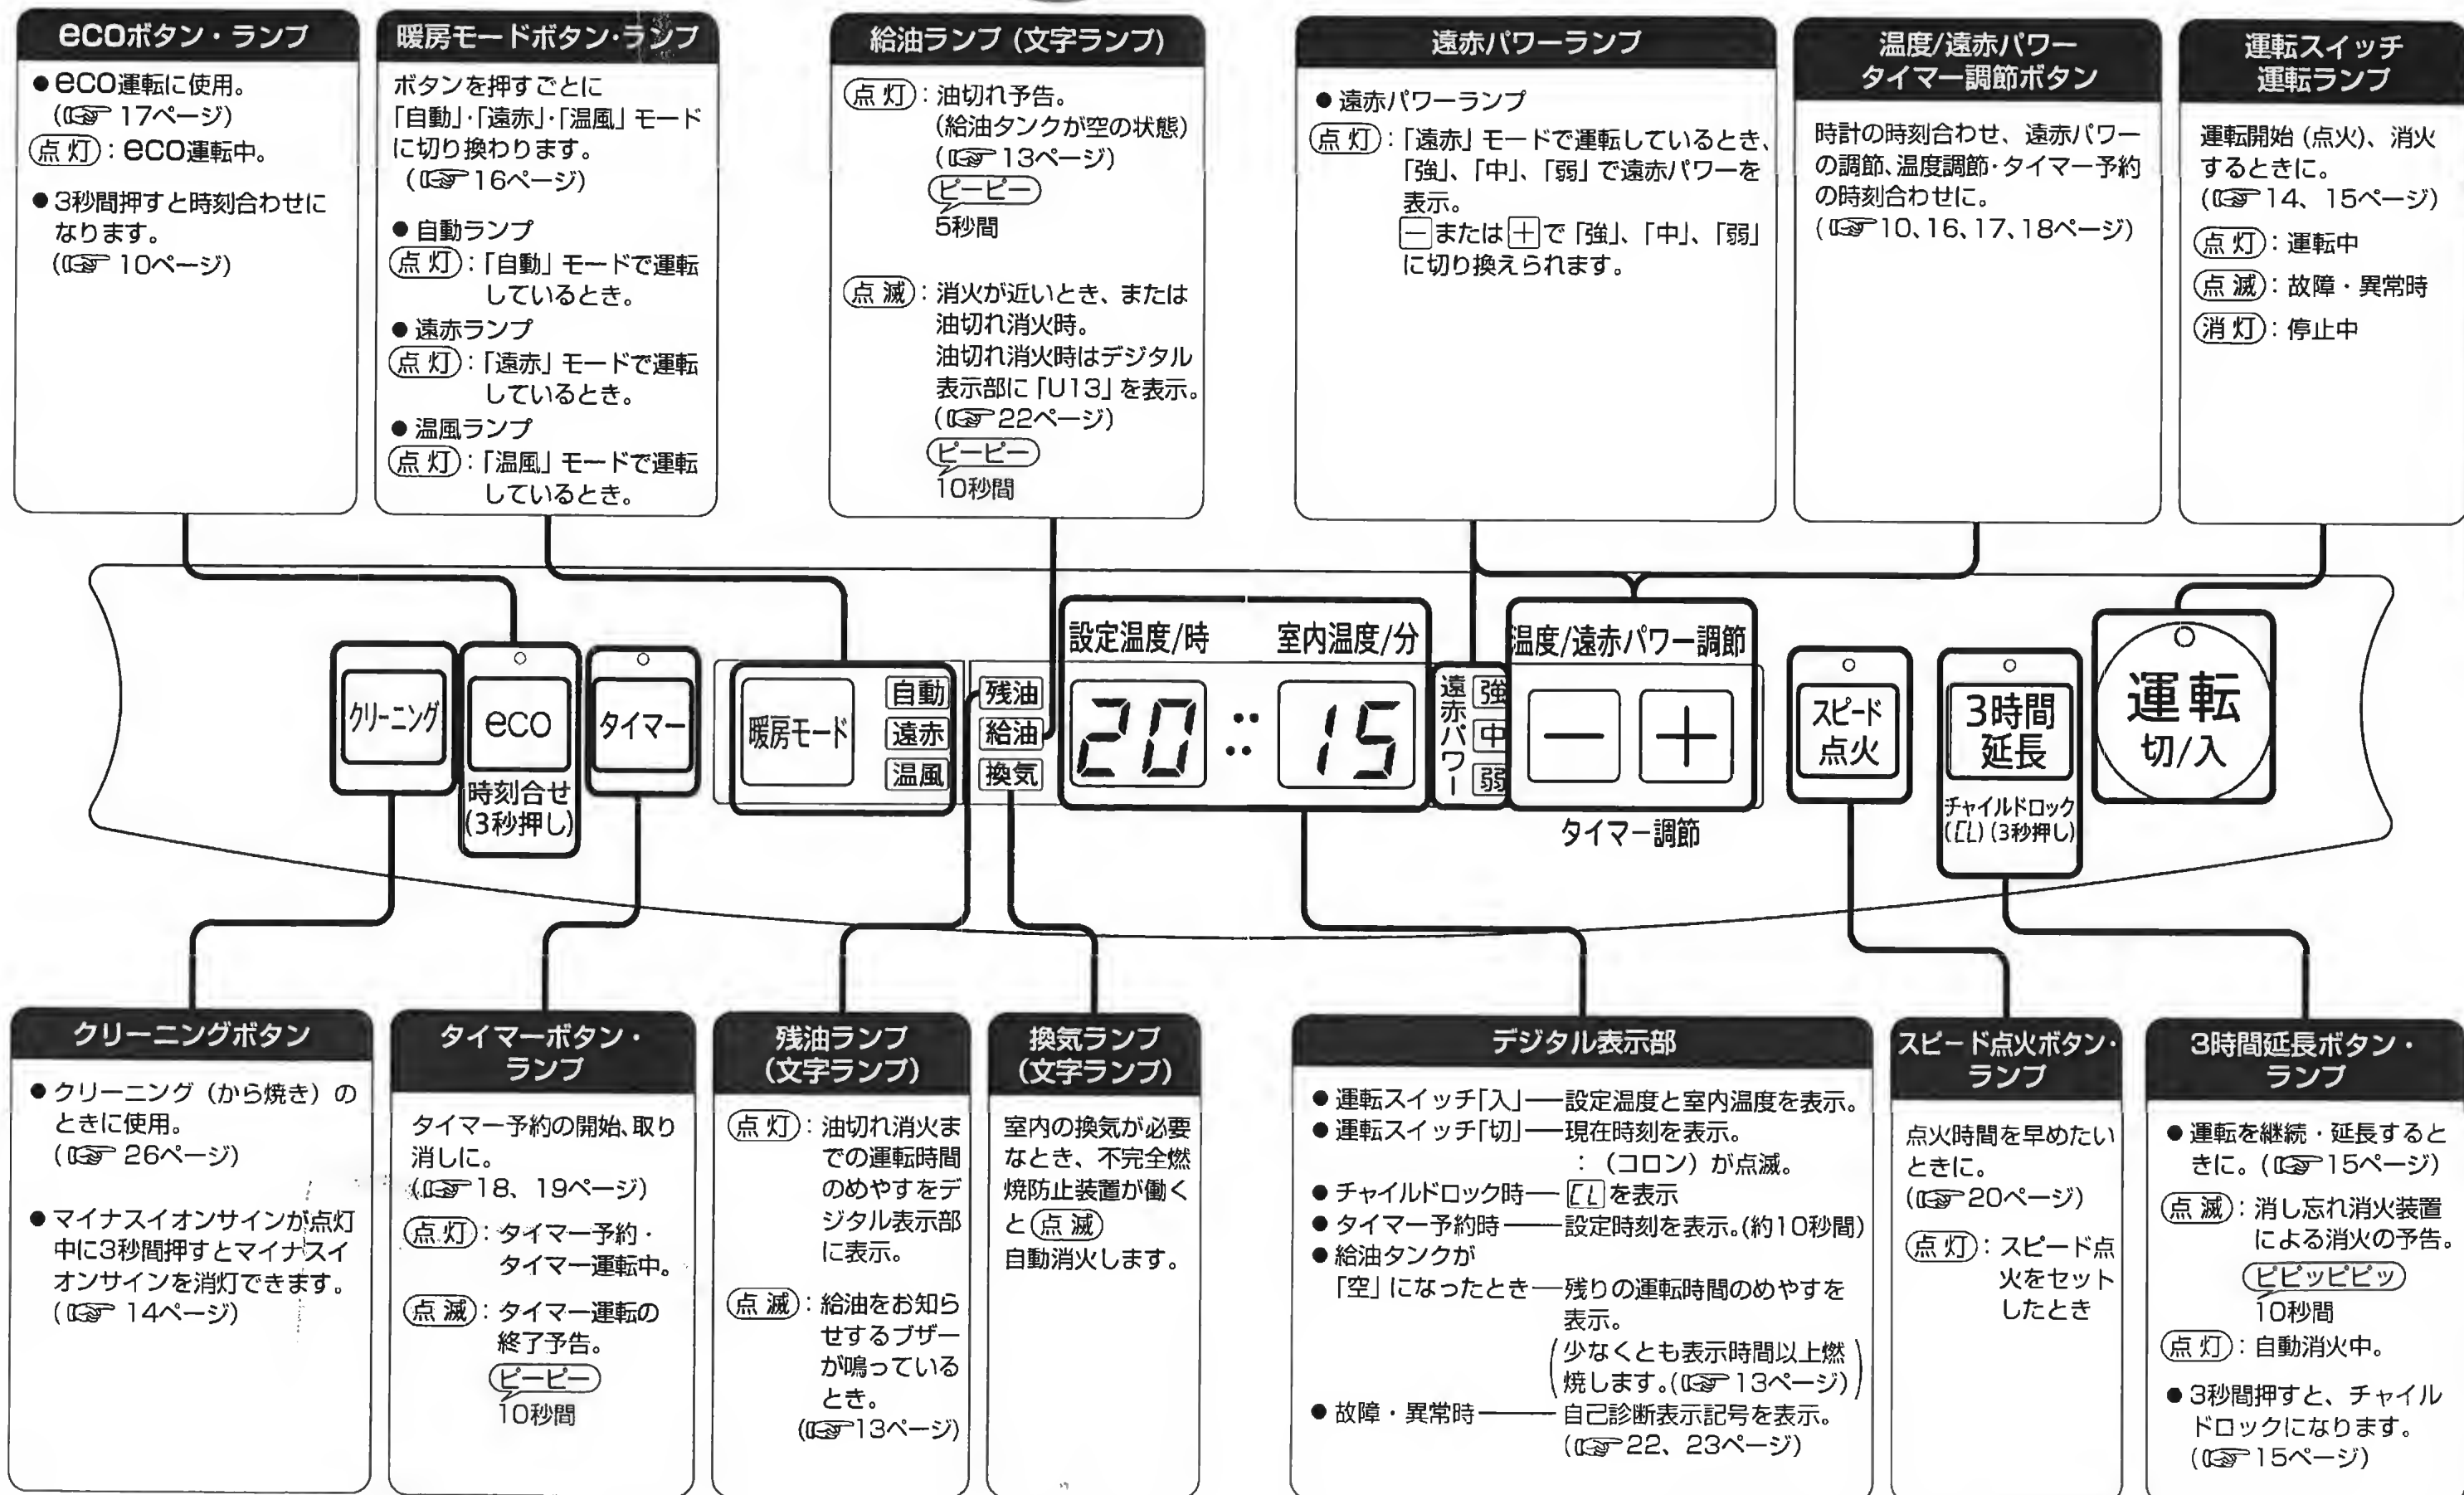 ecoボタン・ランプ
● eco運転に使用。
(☞ 17ページ)
点灯：eco運転中。
● 3秒間押すと時刻合わせに
なります。
(☞ 10ページ)
暖房モードボタン・ランプ
ボタンを押すごとに
「自動」・「遠赤」・「温風」モード
に切り換わります。
(☞ 16ページ)
● 自動ランプ
点灯：「自動」モードで運転
しているとき。
● 遠赤ランプ
点灯：「遠赤」モードで運転
しているとき。
● 温風ランプ
点灯：「温風」モードで運転
しているとき。
給油ランプ (文字ランプ)
点灯：油切れ予告。
(給油タンクが空の状態)
(☞ 13ページ)
ピーピー
5秒間
点滅：消火が近いとき、または
油切れ消火時。
油切れ消火時はデジタル
表示部に「U13」を表示。
(☞ 22ページ)
ピーピー
10秒間
遠赤パワーランプ
● 遠赤パワーランプ
点灯：「遠赤」モードで運転しているとき、
「強」、「中」、「弱」で遠赤パワーを
表示。
－または＋で「強」、「中」、「弱」
に切り換えられます。
温度/遠赤パワー
タイマー調節ボタン
時計の時刻合わせ、遠赤パワー
の調節、温度調節・タイマー予約
の時刻合わせに。
(☞10、16、17、18ページ)
運転スイッチ
運転ランプ
運転開始 (点火)、消火
するときに。
(☞14、15ページ)
点灯：運転中
点滅：故障・異常時
消灯：停止中
クリーニング
eco
時刻合せ
(3秒押し)
タイマー
暖房モード
自動
遠赤
温風
残油
給油
換気
設定温度/時 室内温度/分
20 : 15
遠赤パワー
強
中
弱
温度/遠赤パワー調節
－ ＋
タイマー調節
スピード
点火
3時間
延長
チャイルドロック
(CL) (3秒押し)
運転
切/入
クリーニングボタン
● クリーニング（から焼き）の
ときに使用。
(☞ 26ページ)
● マイナスイオンサインが点灯
中に3秒間押すとマイナスイ
オンサインを消灯できます。
(☞ 14ページ)
タイマーボタン・
ランプ
タイマー予約の開始、取り
消しに。
(☞18、19ページ)
点灯：タイマー予約・
タイマー運転中。
点滅：タイマー運転の
終了予告。
ピーピー
10秒間
残油ランプ
(文字ランプ)
点灯：油切れ消火ま
での運転時間
のめやすをデ
ジタル表示部
に表示。
点滅：給油をお知ら
せするブザー
が鳴っている
とき。
(☞13ページ)
換気ランプ
(文字ランプ)
室内の換気が必要
なとき、不完全燃
焼防止装置が働く
と点滅
自動消火します。
デジタル表示部
● 運転スイッチ「入」――設定温度と室内温度を表示。
● 運転スイッチ「切」――現在時刻を表示。
：（コロン）が点滅。
● チャイルドロック時――CLを表示
● タイマー予約時――設定時刻を表示。(約10秒間)
● 給油タンクが
「空」になったとき――残りの運転時間のめやすを
表示。
(少なくとも表示時間以上燃
焼します。(☞13ページ))
● 故障・異常時――自己診断表示記号を表示。
(☞22、23ページ)
スピード点火ボタン・
ランプ
点火時間を早めたい
ときに。
(☞20ページ)
点灯：スピード点
火をセット
したとき
3時間延長ボタン・
ランプ
● 運転を継続・延長すると
きに。(☞15ページ)
点滅：消し忘れ消火装置
による消火の予告。
ピピッピピッ
10秒間
点灯：自動消火中。
● 3秒間押すと、チャイル
ドロックになります。
(☞15ページ)